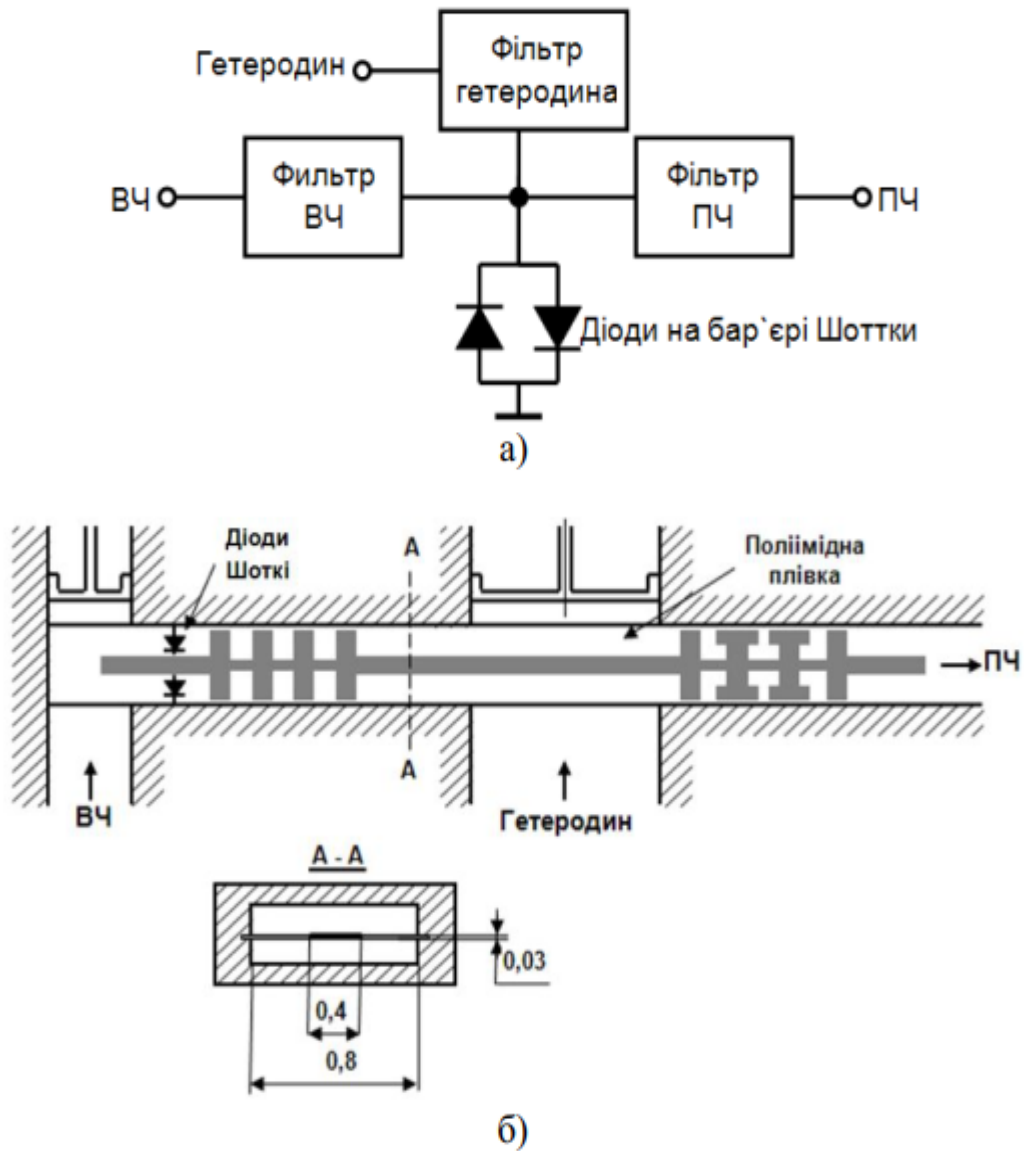 Гетеродин
Фільтр
гетеродина
ВЧ
Фильтр
ВЧ
Фільтр
ПЧ
ПЧ
Діоди на бар`єрі Шоттки
а)
Діоди
Шоткі
А
Поліімідна
плівка
ПЧ
А
ВЧ
Гетеродин
А - А
0,03
0,4
0,8
б)